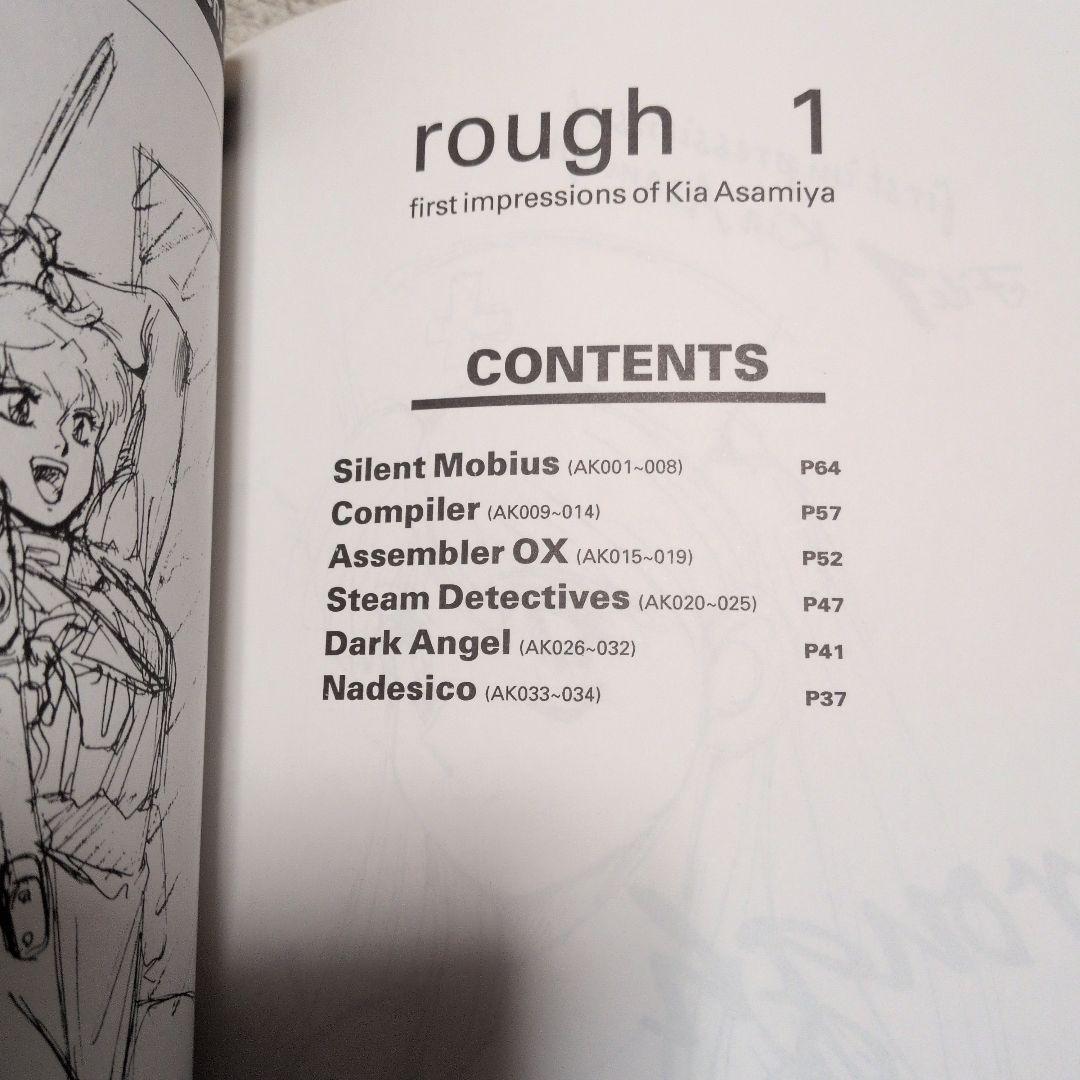 rough 1
first impressions of Kia Asamiya
CONTENTS
Silent Mobius (AK001~008) P64
Compiler (AK009~014) P57
Assembler OX (AK015~019) P52
Steam Detectives (AK020~025) P47
Dark Angel (AK026~032) P41
Nadesico (AK033~034) P37